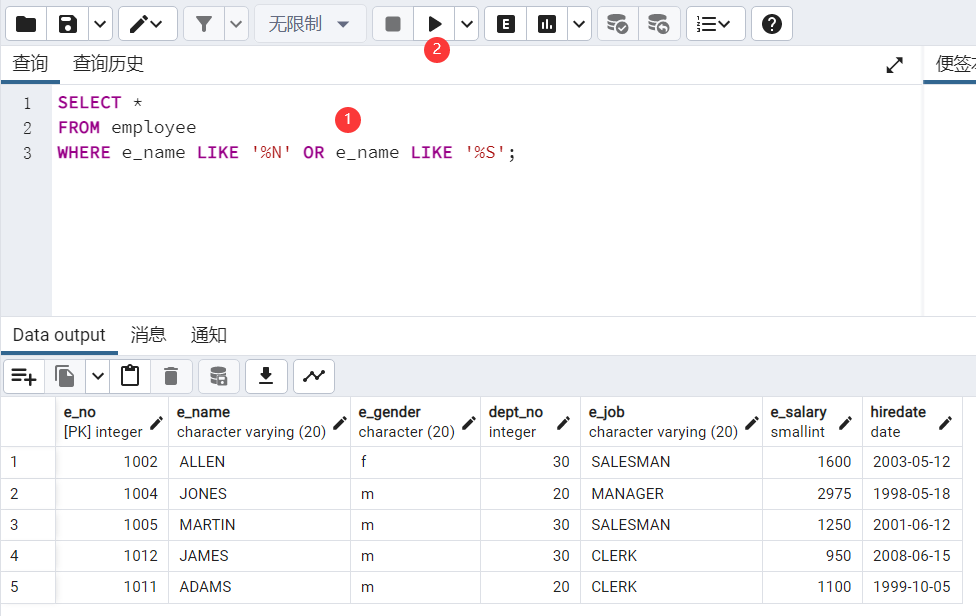 无限制
2
查询 查询历史 便签本
1 SELECT *
1
2 FROM employee
3 WHERE e_name LIKE '%N' OR e_name LIKE '%S';
Data output 消息 通知
e_no e_name e_gender dept_no e_job e_salary hiredate
[PK] integer character varying (20) character (20) integer character varying (20) smallint date
1 1002 ALLEN f 30 SALESMAN 1600 2003-05-12
2 1004 JONES m 20 MANAGER 2975 1998-05-18
3 1005 MARTIN m 30 SALESMAN 1250 2001-06-12
4 1012 JAMES m 30 CLERK 950 2008-06-15
5 1011 ADAMS m 20 CLERK 1100 1999-10-05